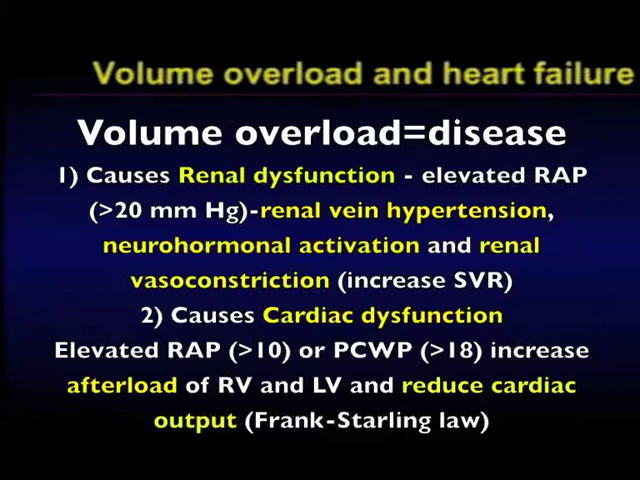 Volume overload and heart failure
Volume overload=disease
1) Causes Renal dysfunction - elevated RAP
(>20 mm Hg)-renal vein hypertension,
neurohormonal activation and renal
vasoconstriction (increase SVR)
2) Causes Cardiac dysfunction
Elevated RAP (>10) or PCWP (>18) increase
afterload of RV and LV and reduce cardiac
output (Frank-Starling law)